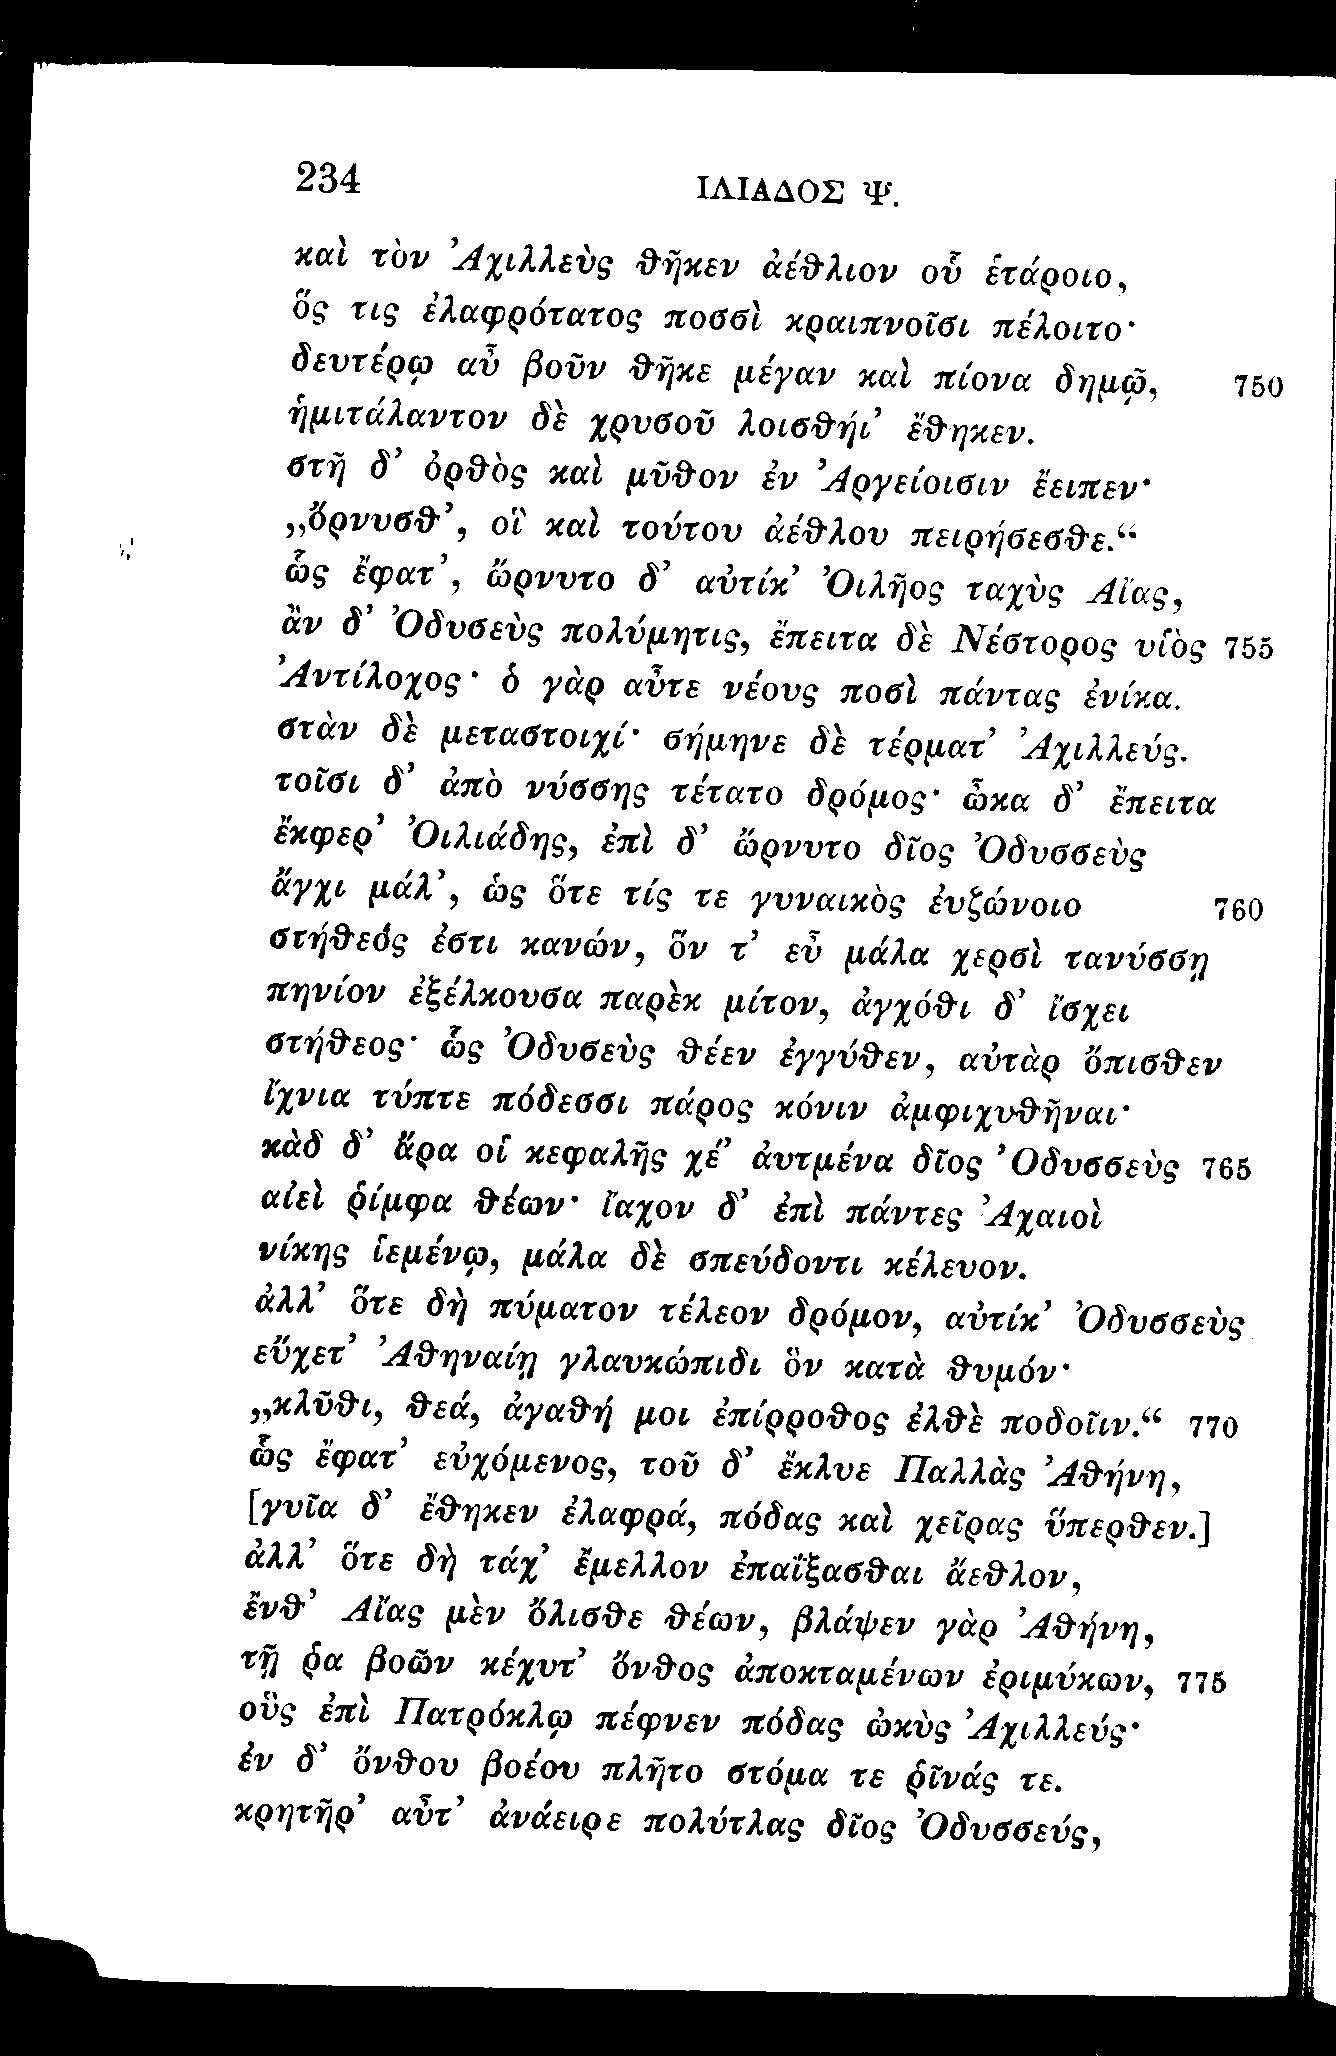 234
ΙΛΙΑΔΟΣ Ψ.
καὶ τὸν Ἀχιλλεὺς θῆκεν ἀέθλιον οὗ ἑτάροιο,
ὅς τις ἐλαφρότατος ποσσὶ κραιπνοῖσι πέλοιτο·
δευτέρῳ αὖ βοῦν θῆκε μέγαν καὶ πίονα δημῷ, 750
ἡμιτάλαντον δὲ χρυσοῦ λοισθήι’ ἔθηκεν.
στῆ δ’ ὀρθὸς καὶ μῦθον ἐν Ἀργείοισιν ἔειπεν·
„ὄρνυσθ’, οἳ καὶ τούτου ἀέθλου πειρήσεσθε.“
ὣς ἔφατ’, ὤρνυτο δ’ αὐτίκ’ Ὀιλῆος ταχὺς Αἴας,
ἂν δ’ Ὀδυσεὺς πολύμητις, ἔπειτα δὲ Νέστορος υἱὸς 755
Ἀντίλοχος· ὁ γὰρ αὖτε νέους ποσὶ πάντας ἐνίκα.
στὰν δὲ μεταστοιχί· σήμηνε δὲ τέρματ’ Ἀχιλλεύς.
τοῖσι δ’ ἀπὸ νύσσης τέτατο δρόμος· ὦκα δ’ ἔπειτα
ἔκφερ’ Ὀιλιάδης, ἐπὶ δ’ ὤρνυτο δῖος Ὀδυσσεὺς
ἄγχι μάλ’, ὡς ὅτε τίς τε γυναικὸς ἐυζώνοιο 760
στήθεός ἐστι κανών, ὅν τ’ εὖ μάλα χερσὶ τανύσσῃ
πηνίον ἐξέλκουσα παρὲκ μίτον, ἀγχόθι δ’ ἴσχει
στήθεος· ὣς Ὀδυσεὺς θέεν ἐγγύθεν, αὐτὰρ ὄπισθεν
ἴχνια τύπτε πόδεσσι πάρος κόνιν ἀμφιχυθῆναι·
κὰδ δ’ ἄρα οἱ κεφαλῆς χέ’ ἀυτμένα δῖος Ὀδυσσεὺς 765
αἰεὶ ῥίμφα θέων· ἴαχον δ’ ἐπὶ πάντες Ἀχαιοὶ
νίκης ἱεμένῳ, μάλα δὲ σπεύδοντι κέλευον.
ἀλλ’ ὅτε δὴ πύματον τέλεον δρόμον, αὐτίκ’ Ὀδυσσεὺς
εὔχετ’ Ἀθηναίῃ γλαυκώπιδι ὃν κατὰ θυμόν·
„κλῦθι, θεά, ἀγαθή μοι ἐπίρροθος ἐλθὲ ποδοῖιν.“ 770
ὣς ἔφατ’ εὐχόμενος, τοῦ δ’ ἔκλυε Παλλὰς Ἀθήνη,
[γυῖα δ’ ἔθηκεν ἐλαφρά, πόδας καὶ χεῖρας ὕπερθεν.]
ἀλλ’ ὅτε δὴ τάχ’ ἔμελλον ἐπαΐξασθαι ἄεθλον,
ἔνθ’ Αἴας μὲν ὄλισθε θέων, βλάψεν γὰρ Ἀθήνη,
τῇ ῥα βοῶν κέχυτ’ ὄνθος ἀποκταμένων ἐριμύκων, 775
οὓς ἐπὶ Πατρόκλῳ πέφνεν πόδας ὠκὺς Ἀχιλλεύς·
ἐν δ’ ὄνθου βοέου πλῆτο στόμα τε ῥῖνάς τε.
κρητῆρ’ αὖτ’ ἀνάειρε πολύτλας δῖος Ὀδυσσεύς,